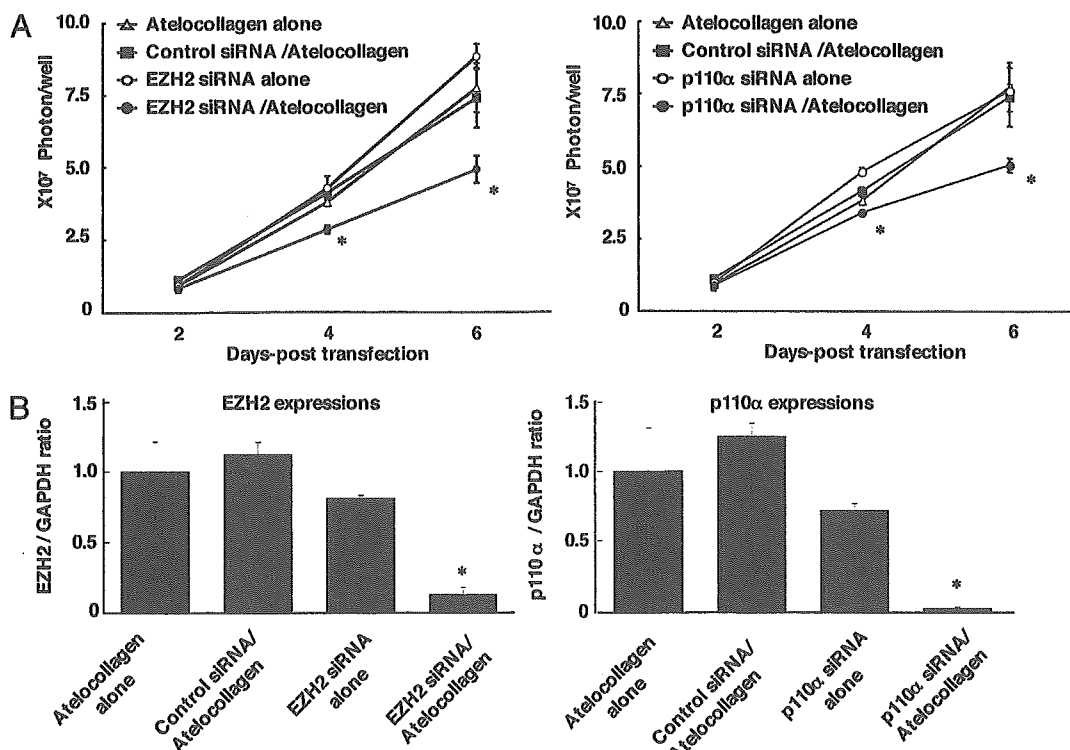 A
X10⁷ Photon/well
10.0
7.5
5.0
2.5
0
Atelocollagen alone
Control siRNA /Atelocollagen
EZH2 siRNA alone
EZH2 siRNA /Atelocollagen
*
*
2 4 6
Days-post transfection
X10⁷ Photon/well
10.0
7.5
5.0
2.5
0
Atelocollagen alone
Control siRNA /Atelocollagen
p110α siRNA alone
p110α siRNA /Atelocollagen
*
*
2 4 6
Days-post transfection
B
EZH2 expressions
EZH2 / GAPDH ratio
1.5
1.0
0.5
0
*
Atelocollagen
alone
Control siRNA/
Atelocollagen
EZH2 siRNA
alone
EZH2 siRNA/
Atelocollagen
p110α expressions
p110 α / GAPDH ratio
1.5
1.0
0.5
0
*
Atelocollagen
alone
Control siRNA/
Atelocollagen
p110α siRNA
alone
p110α siRNA/
Atelocollagen